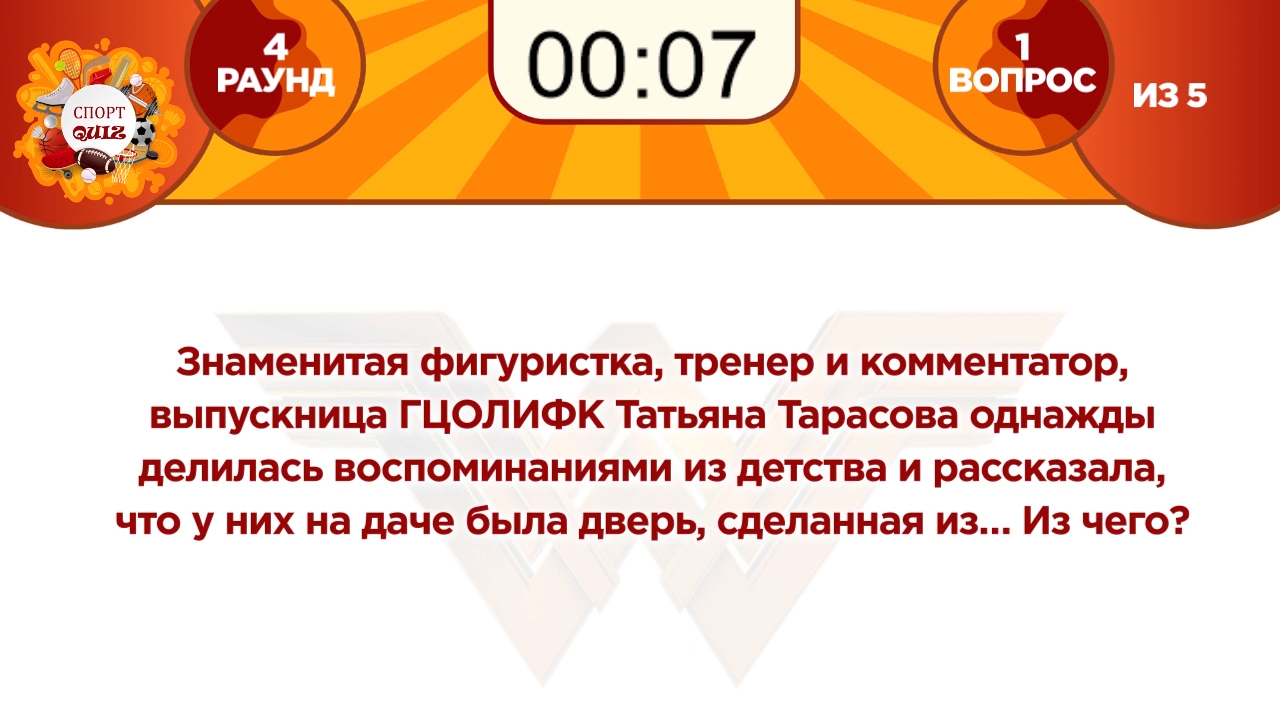 4
РАУНД
00:07
1
ВОПРОС
ИЗ 5
СПОРТ
QUIZ
Знаменитая фигуристка, тренер и комментатор,
выпускница ГЦОЛИФК Татьяна Тарасова однажды
делилась воспоминаниями из детства и рассказала,
что у них на даче была дверь, сделанная из... Из чего?